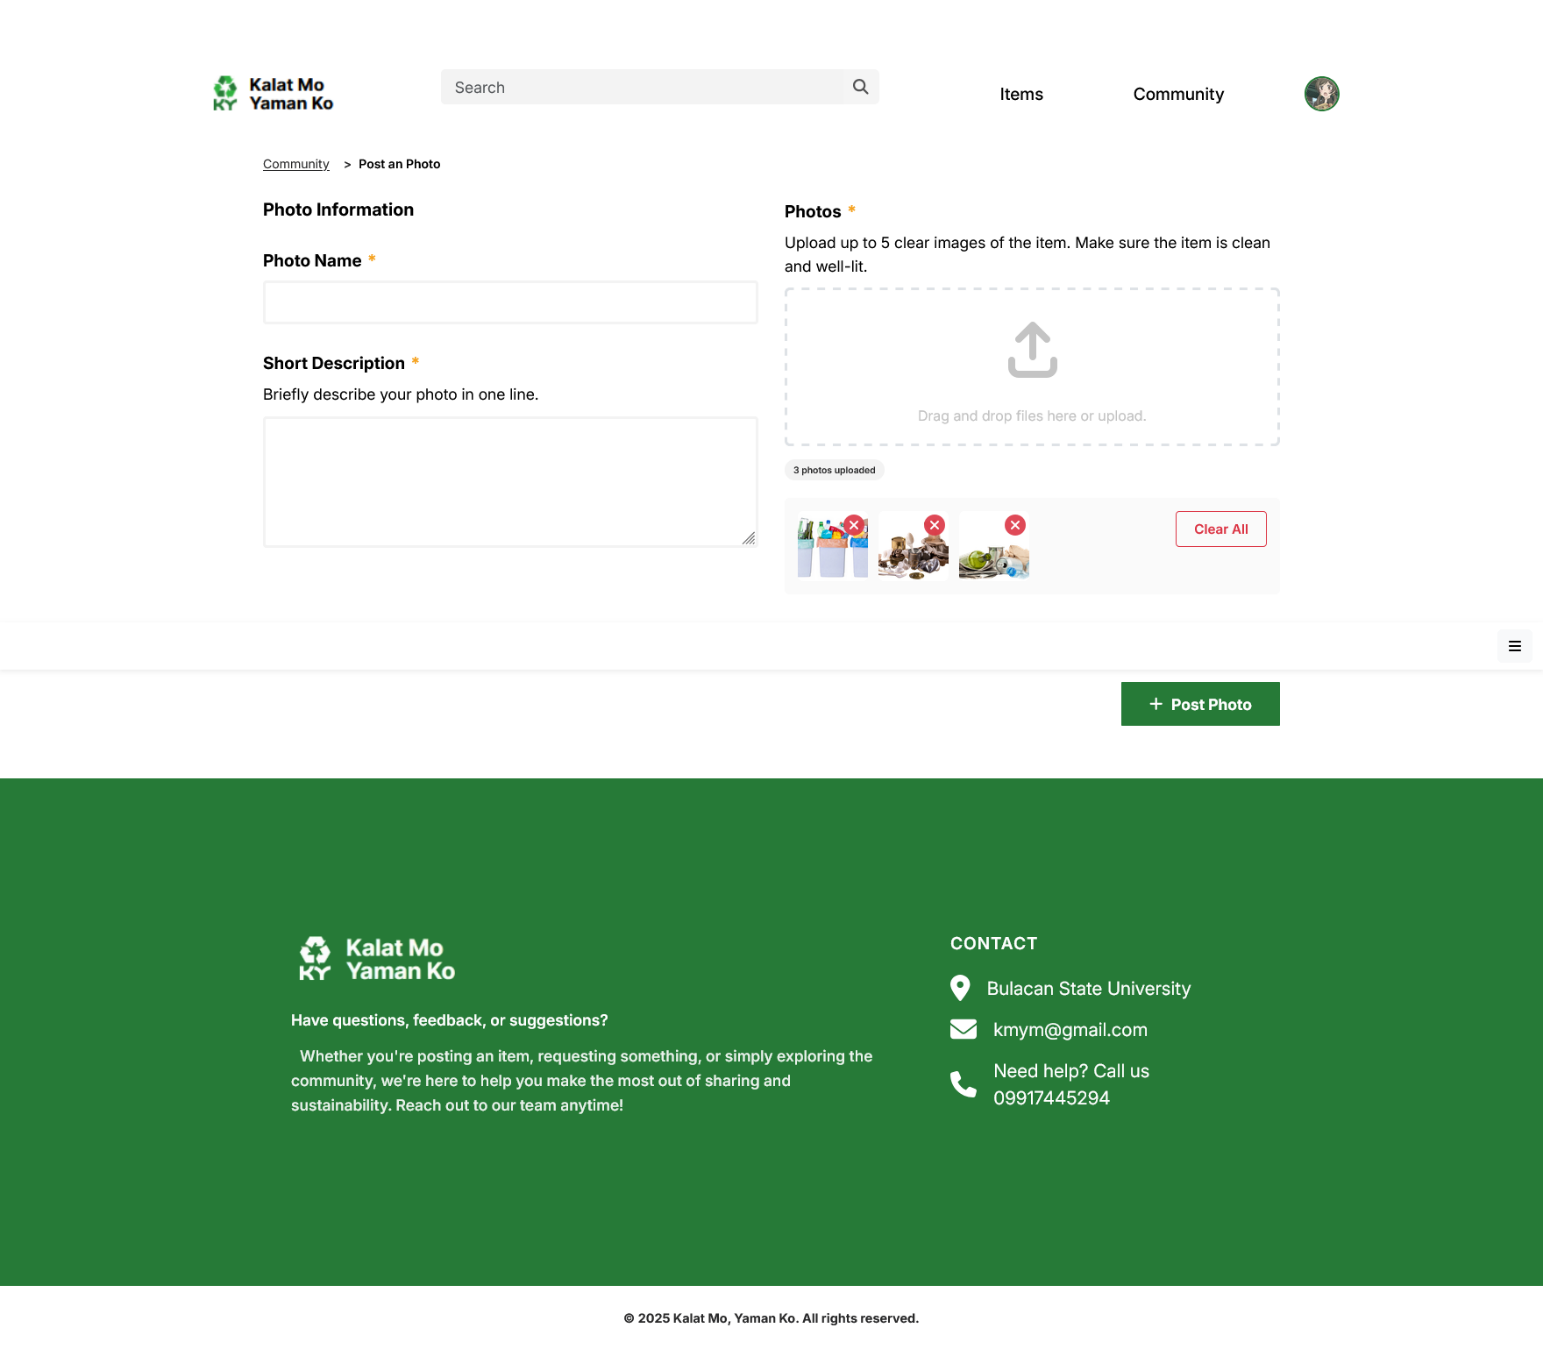 KY
Kalat Mo
Yaman Ko
Search
Items
Community
Community > Post an Photo
Photo Information
Photo Name *
Short Description *
Briefly describe your photo in one line.
Photos *
Upload up to 5 clear images of the item. Make sure the item is clean
and well-lit.
Drag and drop files here or upload.
3 photos uploaded
Clear All
+ Post Photo
KY
Kalat Mo
Yaman Ko
Have questions, feedback, or suggestions?
Whether you're posting an item, requesting something, or simply exploring the
community, we're here to help you make the most out of sharing and
sustainability. Reach out to our team anytime!
CONTACT
Bulacan State University
kmym@gmail.com
Need help? Call us
09917445294
© 2025 Kalat Mo, Yaman Ko. All rights reserved.